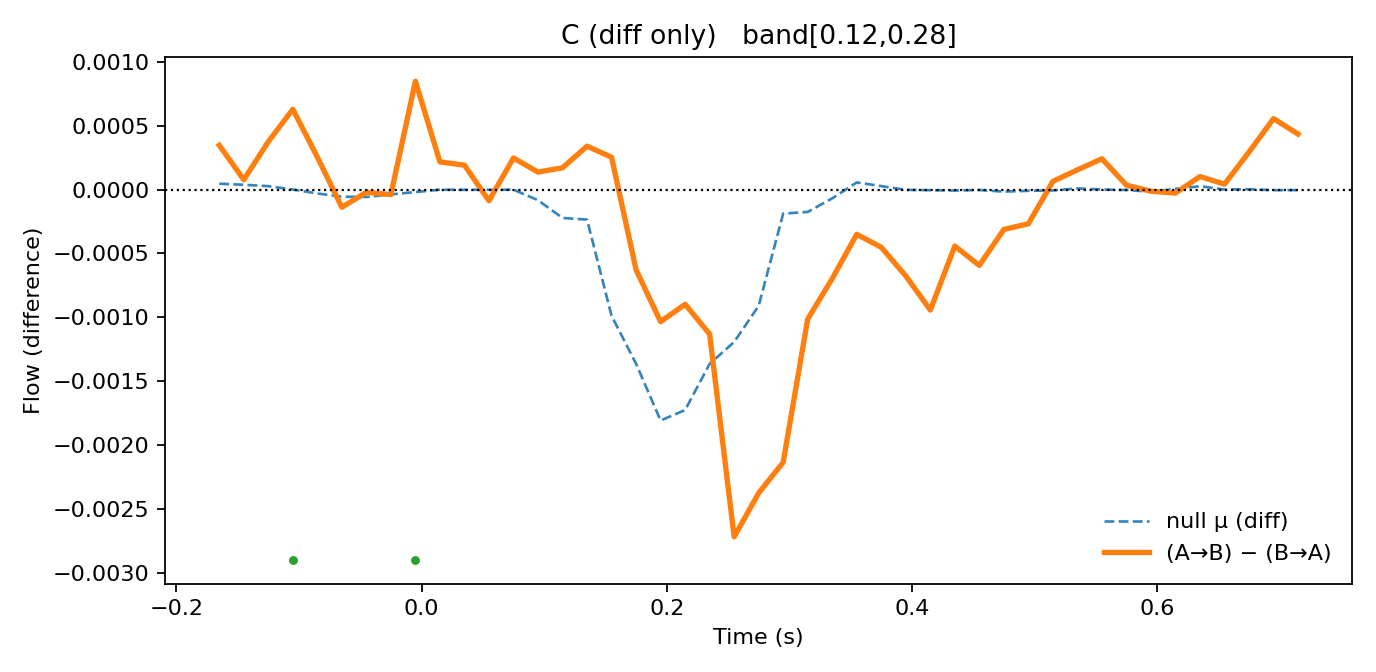 C (diff only)   band[0.12,0.28]
0.0010
0.0005
0.0000
−0.0005
−0.0010
−0.0015
−0.0020
−0.0025
−0.0030
Flow (difference)
null μ (diff)
(A→B) − (B→A)
−0.2
0.0
0.2
0.4
0.6
Time (s)